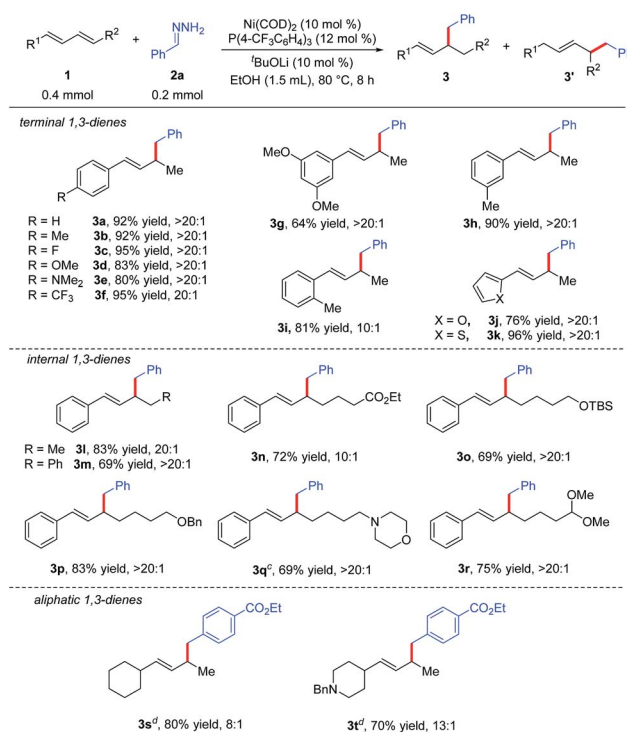 R¹ R² + NNH₂ Ph Ni(COD)₂ (10 mol %) P(4-CF₃C₆H₄)₃ (12 mol %) Ph R¹ R² + R¹ R² Ph
ᵗBuOLi (10 mol %)
EtOH (1.5 mL), 80 °C, 8 h
1 2a 3 3'
0.4 mmol 0.2 mmol
terminal 1,3-dienes
Ph Me R
R = H 3a, 92% yield, >20:1
R = Me 3b, 92% yield, >20:1
R = F 3c, 95% yield, >20:1
R = OMe 3d, 83% yield, >20:1
R = NMe₂ 3e, 80% yield, >20:1
R = CF₃ 3f, 95% yield, 20:1
Ph MeO Me OMe
3g, 64% yield, >20:1
Ph Me Me
3h, 90% yield, >20:1
Ph Me Me
3i, 81% yield, 10:1
Ph Me X
X = O, 3j, 76% yield, >20:1
X = S, 3k, 96% yield, >20:1
internal 1,3-dienes
Ph R
R = Me 3l, 83% yield, 20:1
R = Ph 3m, 69% yield, >20:1
Ph CO₂Et
3n, 72% yield, 10:1
Ph OTBS
3o, 69% yield, >20:1
Ph OBn
3p, 83% yield, >20:1
Ph N O
3qᶜ, 69% yield, >20:1
Ph OMe OMe
3r, 75% yield, >20:1
aliphatic 1,3-dienes
CO₂Et Me
3sᵈ, 80% yield, 8:1
CO₂Et Me BnN
3tᵈ, 70% yield, 13:1